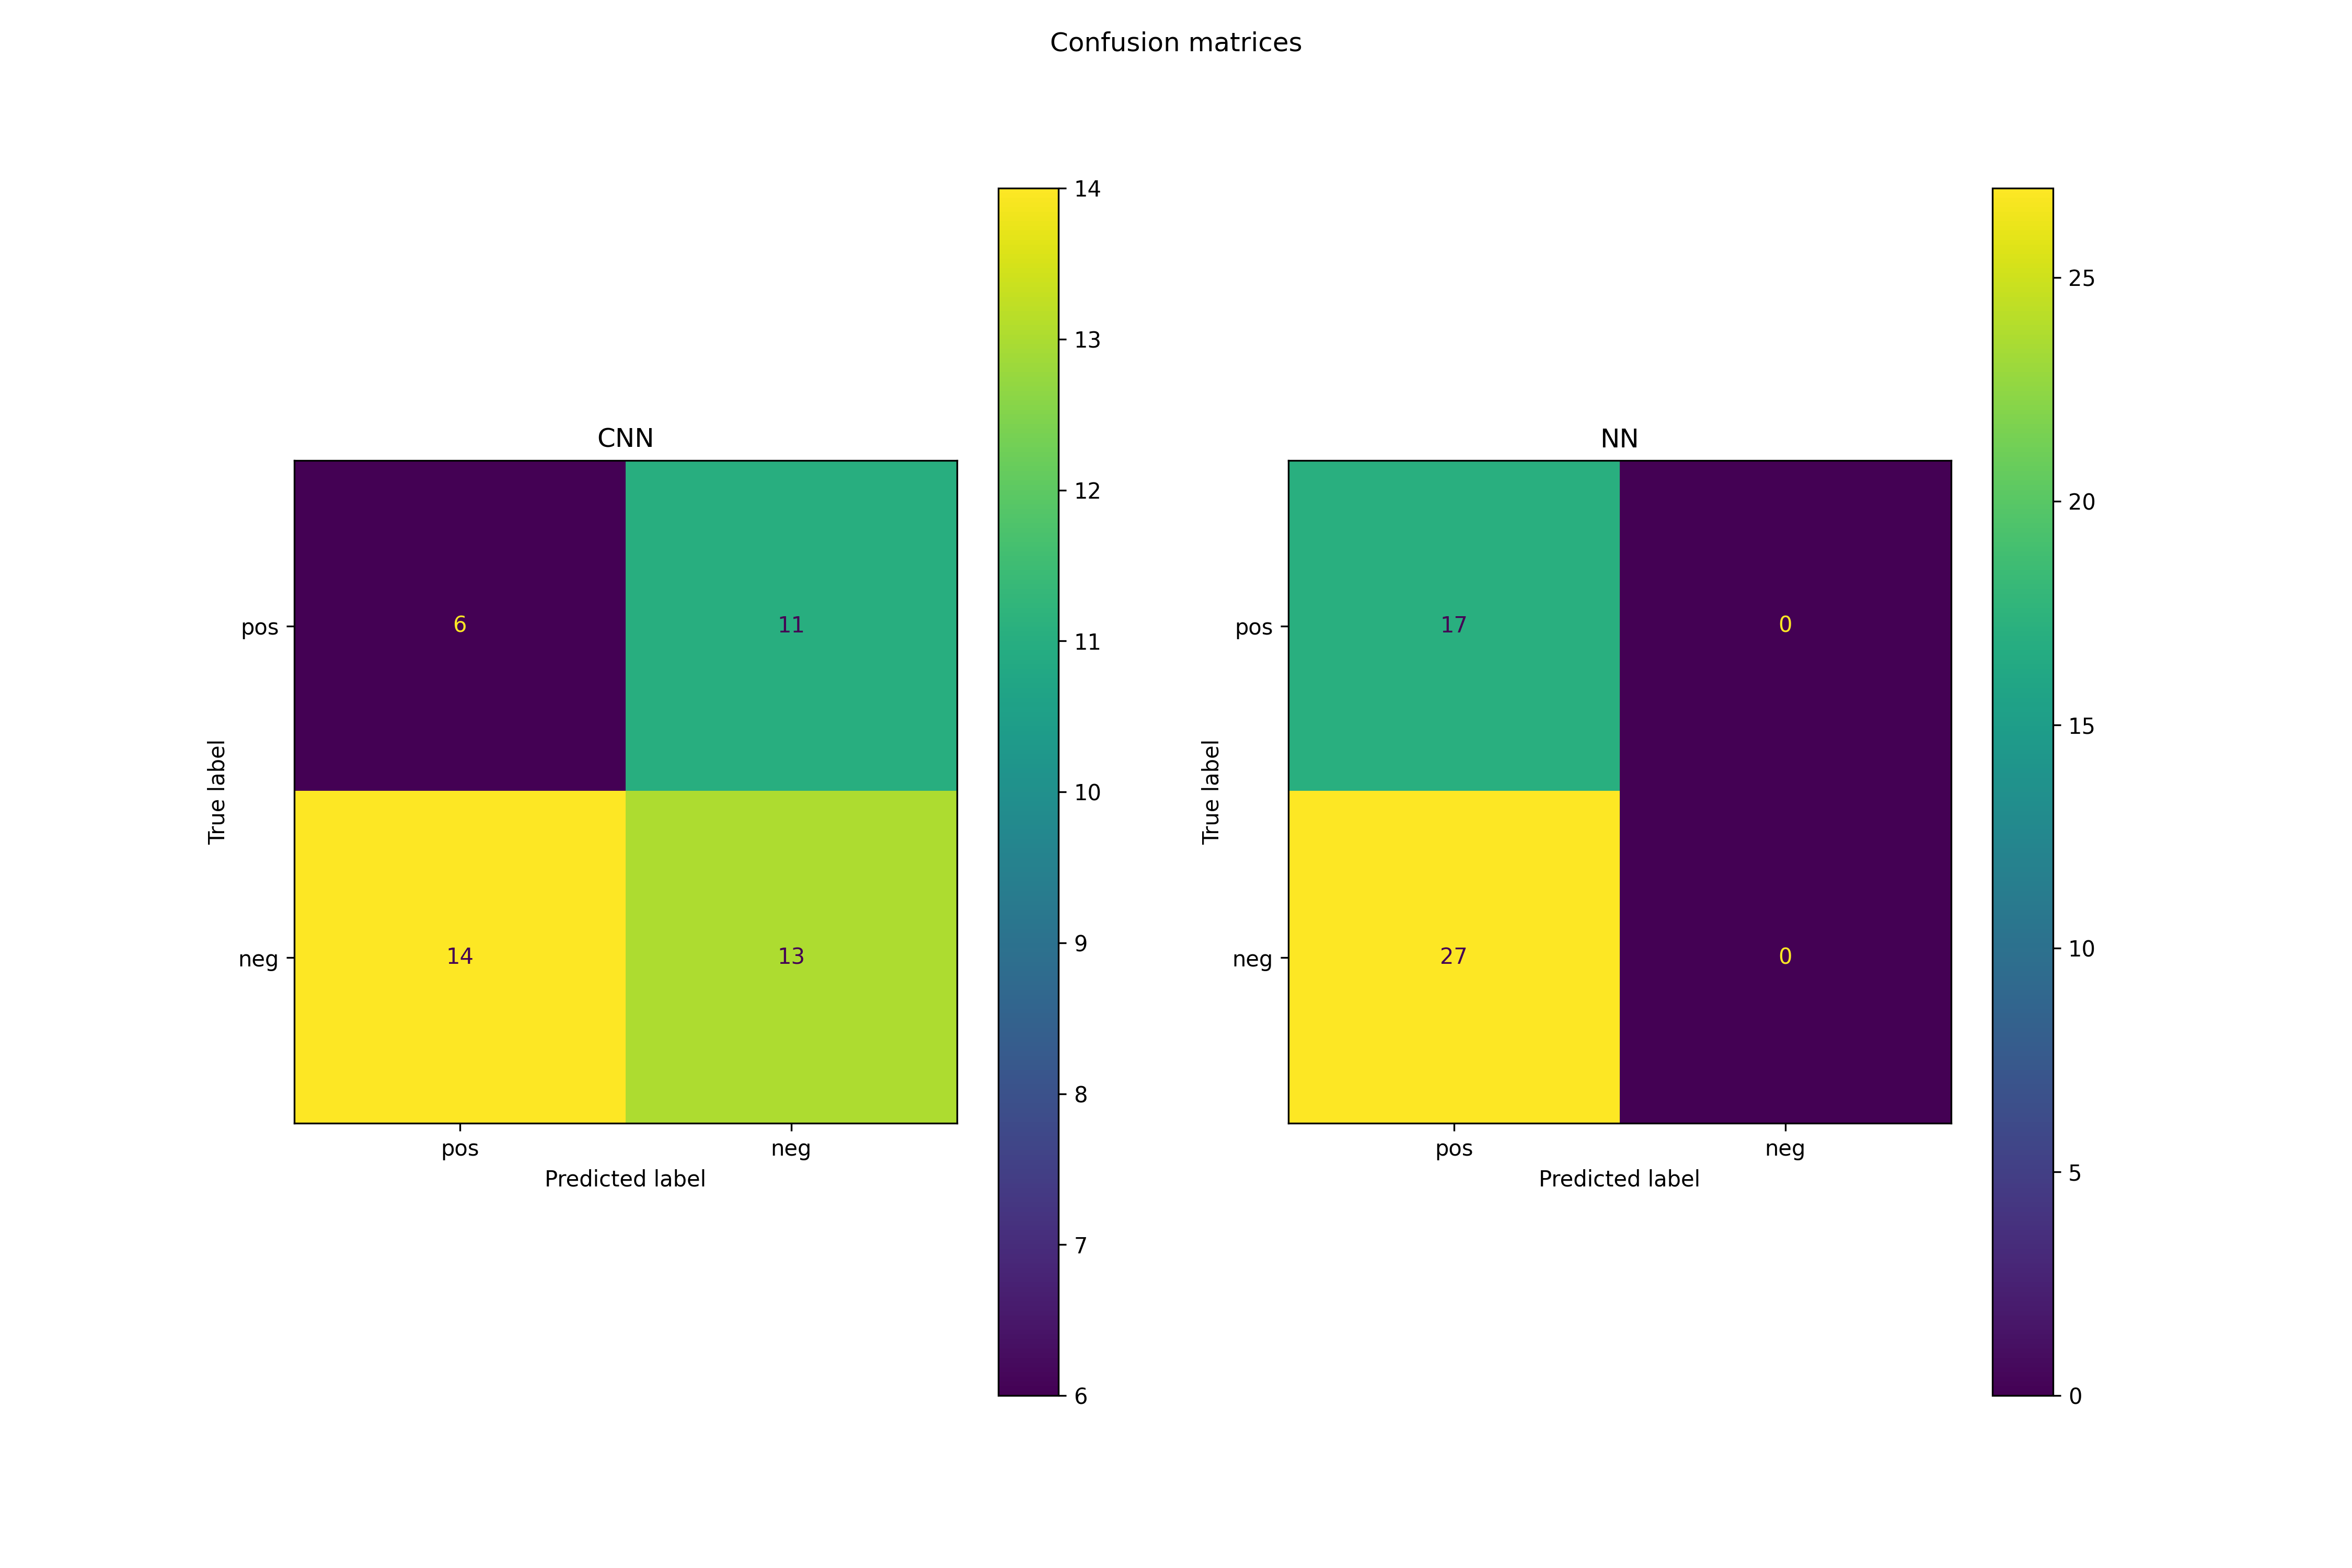 Confusion matrices
CNN
True label
pos
neg
6
11
14
13
pos
neg
Predicted label
14
13
12
11
10
9
8
7
6
NN
True label
pos
neg
17
0
27
0
pos
neg
Predicted label
25
20
15
10
5
0